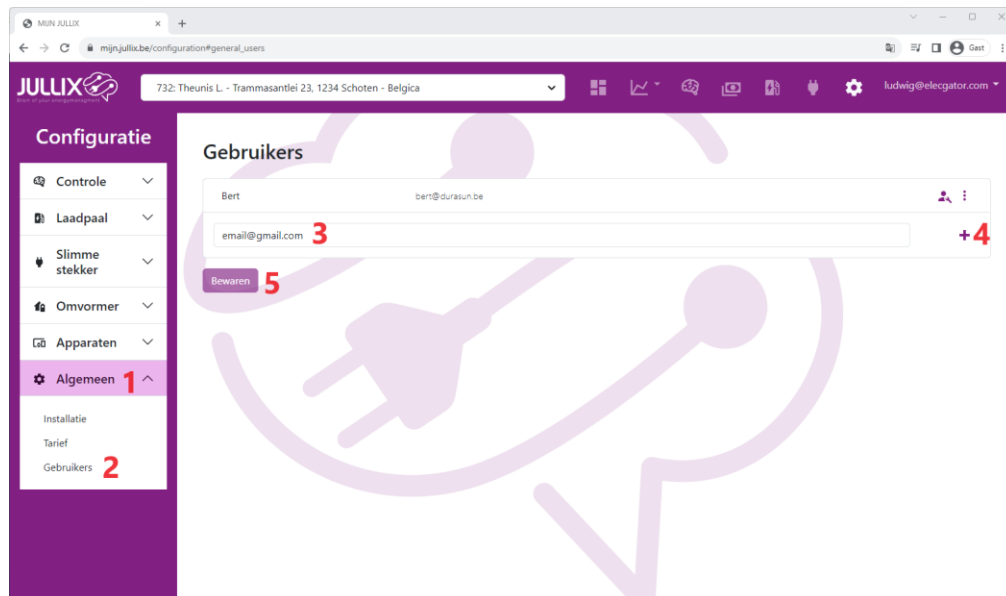 MIJN JULLIX
mijn.jullix.be/configuration#general_users
Gast
JULLIX
732: Theunis L. - Trammasantlei 23, 1234 Schoten - Belgica
ludwig@elecgator.com
Configuratie
Controle
Laadpaal
Slimme
stekker
Omvormer
Apparaten
Algemeen 1
Installatie
Tarief
Gebruikers 2
Gebruikers
Bert bert@durasun.be
email@gmail.com 3
+ 4
Bewaren 5